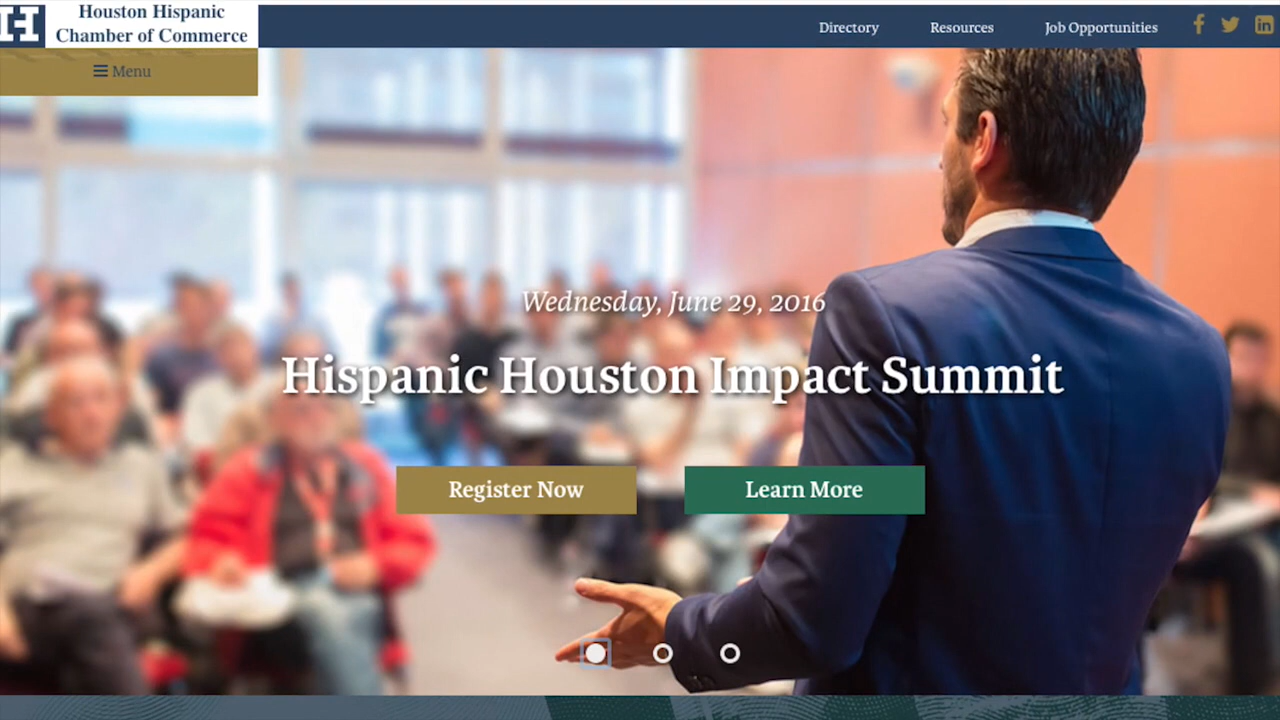 Houston Hispanic
Chamber of Commerce
Directory
Resources
Job Opportunities
Menu
Wednesday, June 29, 2016
Hispanic Houston Impact Summit
Register Now
Learn More